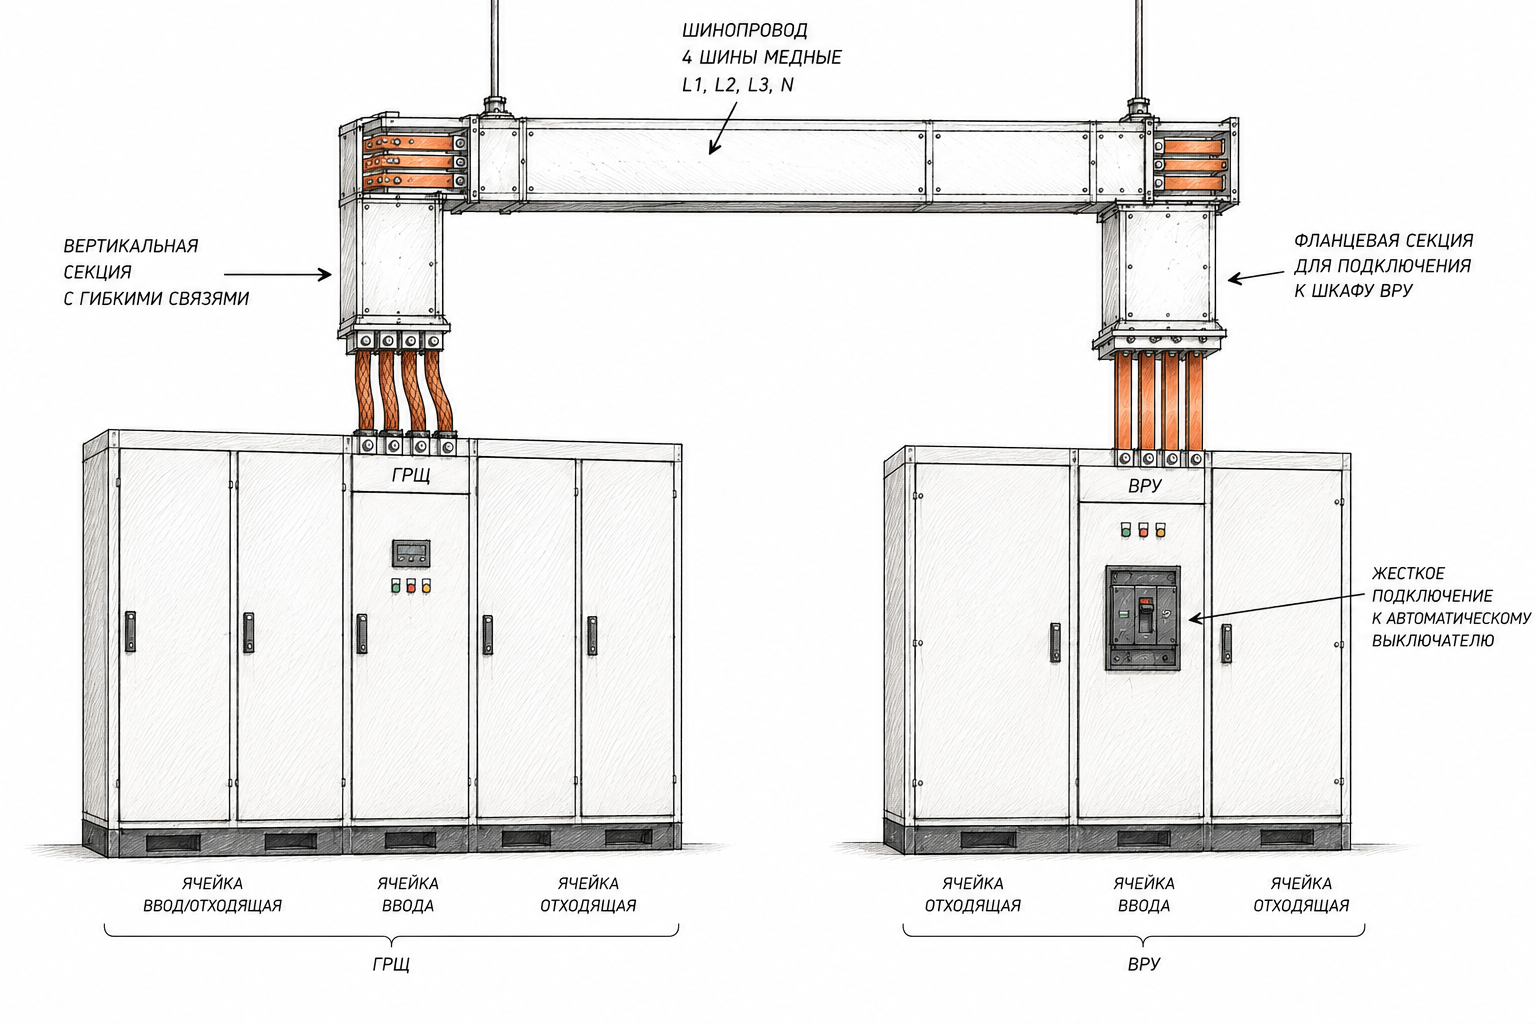 ШИНОПРОВОД
4 ШИНЫ МЕДНЫЕ
L1, L2, L3, N
ВЕРТИКАЛЬНАЯ
СЕКЦИЯ
С ГИБКИМИ СВЯЗЯМИ
ФЛАНЦЕВАЯ СЕКЦИЯ
ДЛЯ ПОДКЛЮЧЕНИЯ
К ШКАФУ ВРУ
ГРЩ
ВРУ
ЖЕСТКОЕ
ПОДКЛЮЧЕНИЕ
К АВТОМАТИЧЕСКОМУ
ВЫКЛЮЧАТЕЛЮ
ЯЧЕЙКА
ВВОД/ОТХОДЯЩАЯ
ЯЧЕЙКА
ВВОДА
ЯЧЕЙКА
ОТХОДЯЩАЯ
ГРЩ
ЯЧЕЙКА
ОТХОДЯЩАЯ
ЯЧЕЙКА
ВВОДА
ЯЧЕЙКА
ОТХОДЯЩАЯ
ВРУ